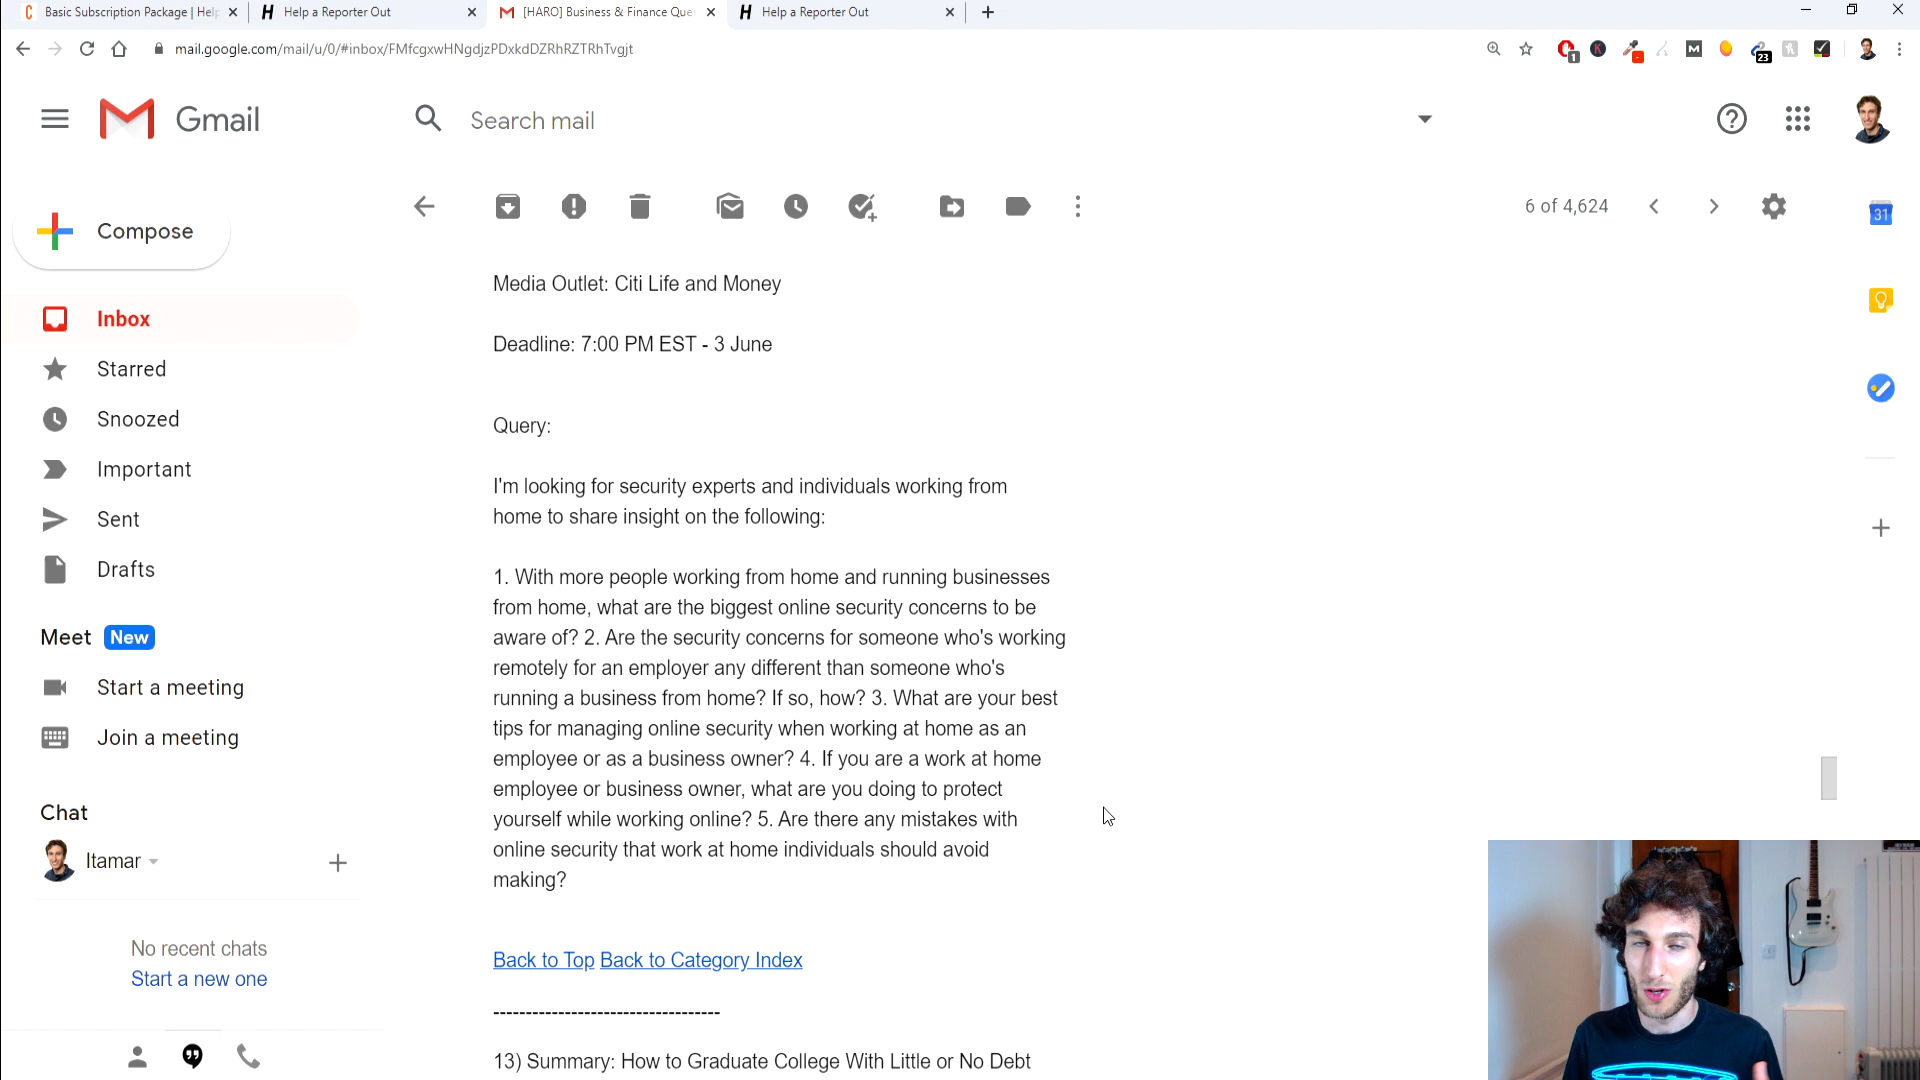 Basic Subscription Package | Help
Help a Reporter Out
[HARO] Business & Finance Que
Help a Reporter Out
mail.google.com/mail/u/0/#inbox/FMfcgxwHNgdjzPDxkdDZRhRZTRhTvgjt
1
23
Gmail
Search mail
6 of 4,624
31
Compose
Inbox
Starred
Snoozed
Important
Sent
Drafts
Meet New
Start a meeting
Join a meeting
Chat
Itamar
No recent chats
Start a new one
Media Outlet: Citi Life and Money
Deadline: 7:00 PM EST - 3 June
Query:
I'm looking for security experts and individuals working from
home to share insight on the following:
1. With more people working from home and running businesses
from home, what are the biggest online security concerns to be
aware of? 2. Are the security concerns for someone who's working
remotely for an employer any different than someone who's
running a business from home? If so, how? 3. What are your best
tips for managing online security when working at home as an
employee or as a business owner? 4. If you are a work at home
employee or business owner, what are you doing to protect
yourself while working online? 5. Are there any mistakes with
online security that work at home individuals should avoid
making?
Back to Top Back to Category Index
-----------------------------------
13) Summary: How to Graduate College With Little or No Debt